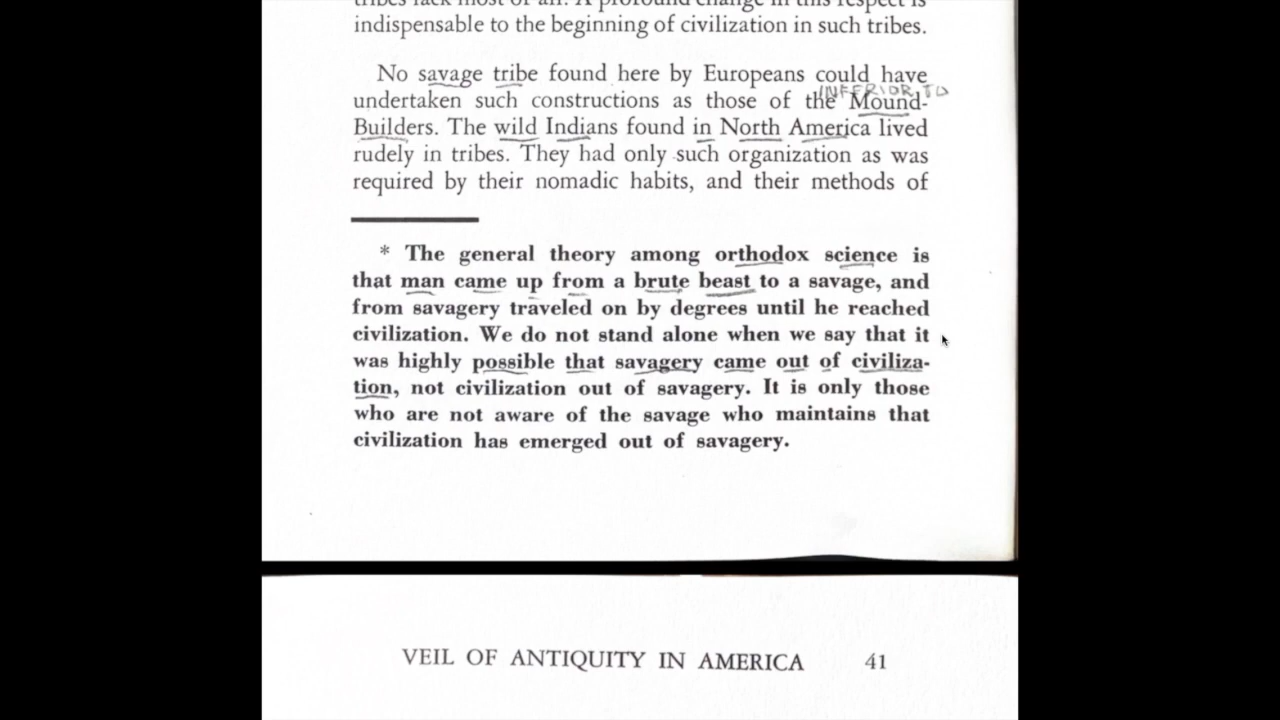 indispensable to the beginning of civilization in such tribes.
No savage tribe found here by Europeans could have
INFERIOR TO
undertaken such constructions as those of the Mound-
Builders. The wild Indians found in North America lived
rudely in tribes. They had only such organization as was
required by their nomadic habits, and their methods of
* The general theory among orthodox science is
that man came up from a brute beast to a savage, and
from savagery traveled on by degrees until he reached
civilization. We do not stand alone when we say that it
was highly possible that savagery came out of civiliza-
tion, not civilization out of savagery. It is only those
who are not aware of the savage who maintains that
civilization has emerged out of savagery.
VEIL OF ANTIQUITY IN AMERICA 41